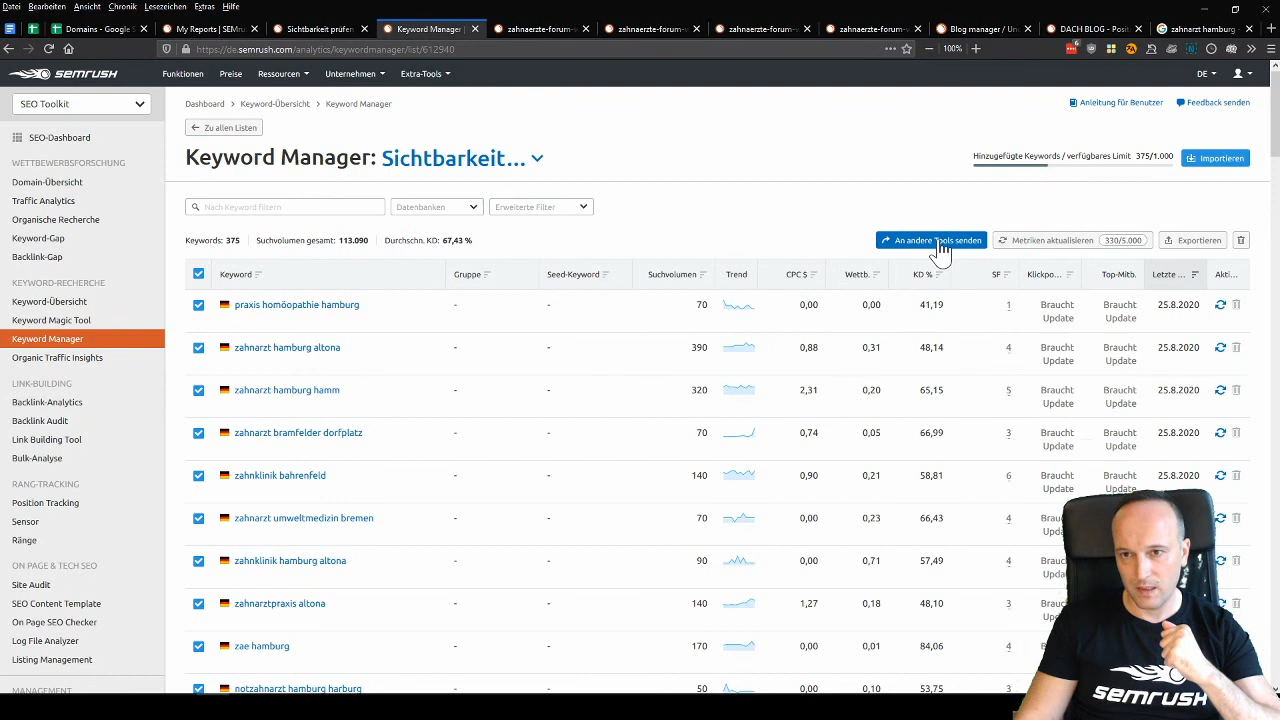 Datei Bearbeiten Ansicht Chronik Lesezeichen Extras Hilfe
Domains - Google S
My Reports | SEMru
Sichtbarkeit prüfen
Keyword Manager |
zahnaerzte-forum-v
zahnaerzte-forum-w
zahnaerzte-forum-v
zahnaerzte-forum-w
Blog manager / Und
DACH BLOG - Positi
zahnarzt hamburg -
https://de.semrush.com/analytics/keywordmanager/list/612940
100%
semrush
Funktionen Preise Ressourcen Unternehmen Extra-Tools DE
SEO Toolkit
Dashboard > Keyword-Übersicht > Keyword Manager
Anleitung für Benutzer Feedback senden
Zu allen Listen
Keyword Manager: Sichtbarkeit...
Hinzugefügte Keywords / verfügbares Limit 375/1.000
Importieren
Nach Keyword filtern Datenbanken Erweiterte Filter
Keywords: 375 Suchvolumen gesamt: 113.090 Durchschn. KD: 67,43 %
An andere Tools senden Metriken aktualisieren 330/5.000 Exportieren
SEO-Dashboard
WETTBEWERBSFORSCHUNG
Domain-Übersicht
Traffic Analytics
Organische Recherche
Keyword-Gap
Backlink-Gap
KEYWORD-RECHERCHE
Keyword-Übersicht
Keyword Magic Tool
Keyword Manager
Organic Traffic Insights
LINK-BUILDING
Backlink-Analytics
Backlink Audit
Link Building Tool
Bulk-Analyse
RANG-TRACKING
Position Tracking
Sensor
Ränge
ON PAGE & TECH SEO
Site Audit
SEO Content Template
On Page SEO Checker
Log File Analyzer
Listing Management
MANAGEMENT
Keyword Gruppe Seed-Keyword Suchvolumen Trend CPC $ Wettb. KD % SF Klickpo... Top-Mitb. Letzte ... Akti...
praxis homöopathie hamburg - - 70 0,00 0,00 41,19 1 Braucht Update Braucht Update 25.8.2020
zahnarzt hamburg altona - - 390 0,88 0,31 48,14 4 Braucht Update Braucht Update 25.8.2020
zahnarzt hamburg hamm - - 320 2,31 0,20 65,15 5 Braucht Update Braucht Update 25.8.2020
zahnarzt bramfelder dorfplatz - - 70 0,74 0,05 66,99 3 Braucht Update Braucht Update 25.8.2020
zahnklinik bahrenfeld - - 140 0,90 0,21 58,81 6 Braucht Update Braucht Update 25.8.2020
zahnarzt umweltmedizin bremen - - 70 0,00 0,23 66,43 4
zahnklinik hamburg altona - - 90 0,00 0,71 57,49 4
zahnarztpraxis altona - - 140 1,27 0,18 48,10 3
zae hamburg - - 170 0,00 0,01 84,06 4
notzahnarzt hamburg harburg - - 50 0,00 0,10 53,75 3
semrush